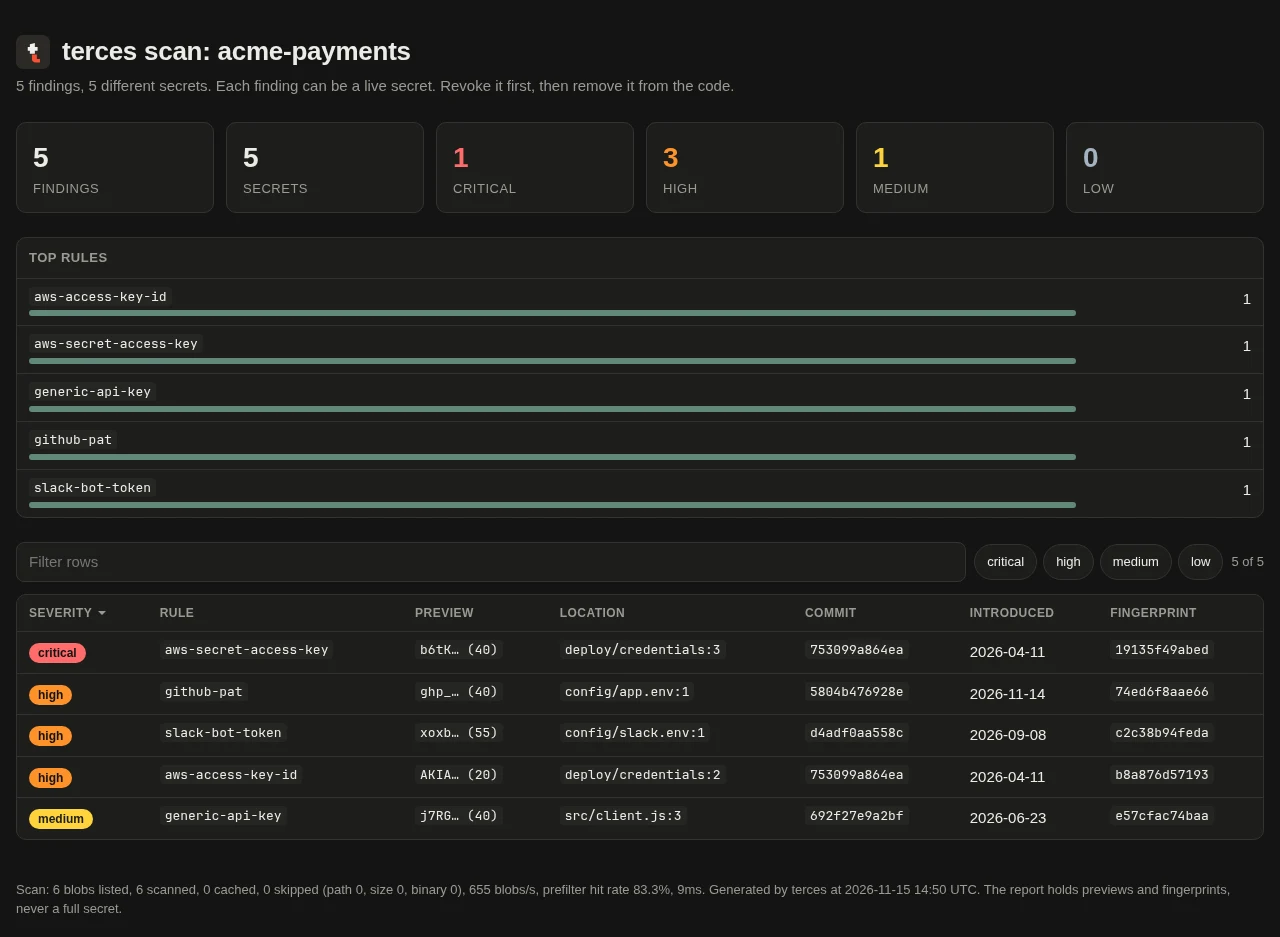 terces scan: acme-payments
5 findings, 5 different secrets. Each finding can be a live secret. Revoke it first, then remove it from the code.
5 5 1 3 1 0
FINDINGS SECRETS CRITICAL HIGH MEDIUM LOW
TOP RULES
aws-access-key-id 1
aws-secret-access-key 1
generic-api-key 1
github-pat 1
slack-bot-token 1
Filter rows critical high medium low 5 of 5
SEVERITY RULE PREVIEW LOCATION COMMIT INTRODUCED FINGERPRINT
critical aws-secret-access-key b6tK… (40) deploy/credentials:3 753099a864ea 2026-04-11 19135f49abed
high github-pat ghp_… (40) config/app.env:1 5804b476928e 2026-11-14 74ed6f8aae66
high slack-bot-token xoxb… (55) config/slack.env:1 d4adf0aa558c 2026-09-08 c2c38b94feda
high aws-access-key-id AKIA… (20) deploy/credentials:2 753099a864ea 2026-04-11 b8a876d57193
medium generic-api-key j7RG… (40) src/client.js:3 692f27e9a2bf 2026-06-23 e57cfac74baa
Scan: 6 blobs listed, 6 scanned, 0 cached, 0 skipped (path 0, size 0, binary 0), 655 blobs/s, prefilter hit rate 83.3%, 9ms. Generated by terces at 2026-11-15 14:50 UTC. The report holds previews and fingerprints,
never a full secret.